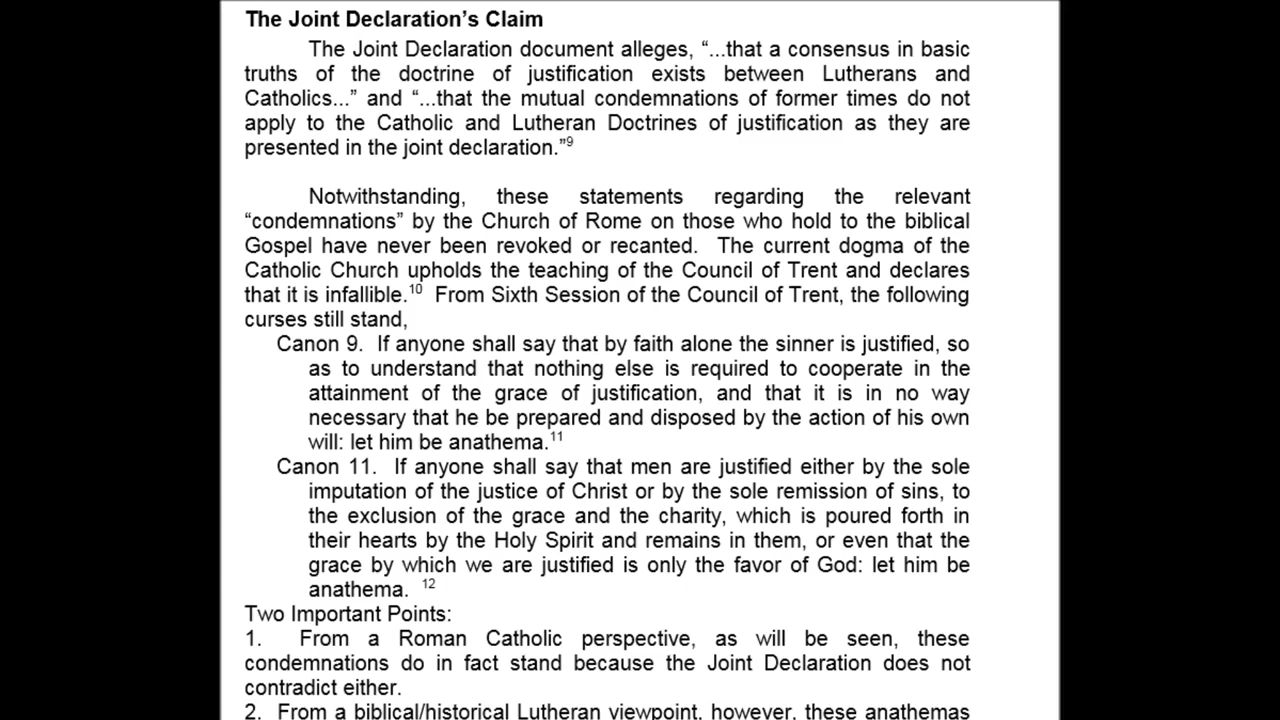 The Joint Declaration’s Claim
The Joint Declaration document alleges, “...that a consensus in basic
truths of the doctrine of justification exists between Lutherans and
Catholics...” and “...that the mutual condemnations of former times do not
apply to the Catholic and Lutheran Doctrines of justification as they are
presented in the joint declaration.”9
Notwithstanding, these statements regarding the relevant
“condemnations” by the Church of Rome on those who hold to the biblical
Gospel have never been revoked or recanted. The current dogma of the
Catholic Church upholds the teaching of the Council of Trent and declares
that it is infallible.10 From Sixth Session of the Council of Trent, the following
curses still stand,
Canon 9. If anyone shall say that by faith alone the sinner is justified, so
as to understand that nothing else is required to cooperate in the
attainment of the grace of justification, and that it is in no way
necessary that he be prepared and disposed by the action of his own
will: let him be anathema.11
Canon 11. If anyone shall say that men are justified either by the sole
imputation of the justice of Christ or by the sole remission of sins, to
the exclusion of the grace and the charity, which is poured forth in
their hearts by the Holy Spirit and remains in them, or even that the
grace by which we are justified is only the favor of God: let him be
anathema. 12
Two Important Points:
1. From a Roman Catholic perspective, as will be seen, these
condemnations do in fact stand because the Joint Declaration does not
contradict either.
2. From a biblical/historical Lutheran viewpoint, however, these anathemas